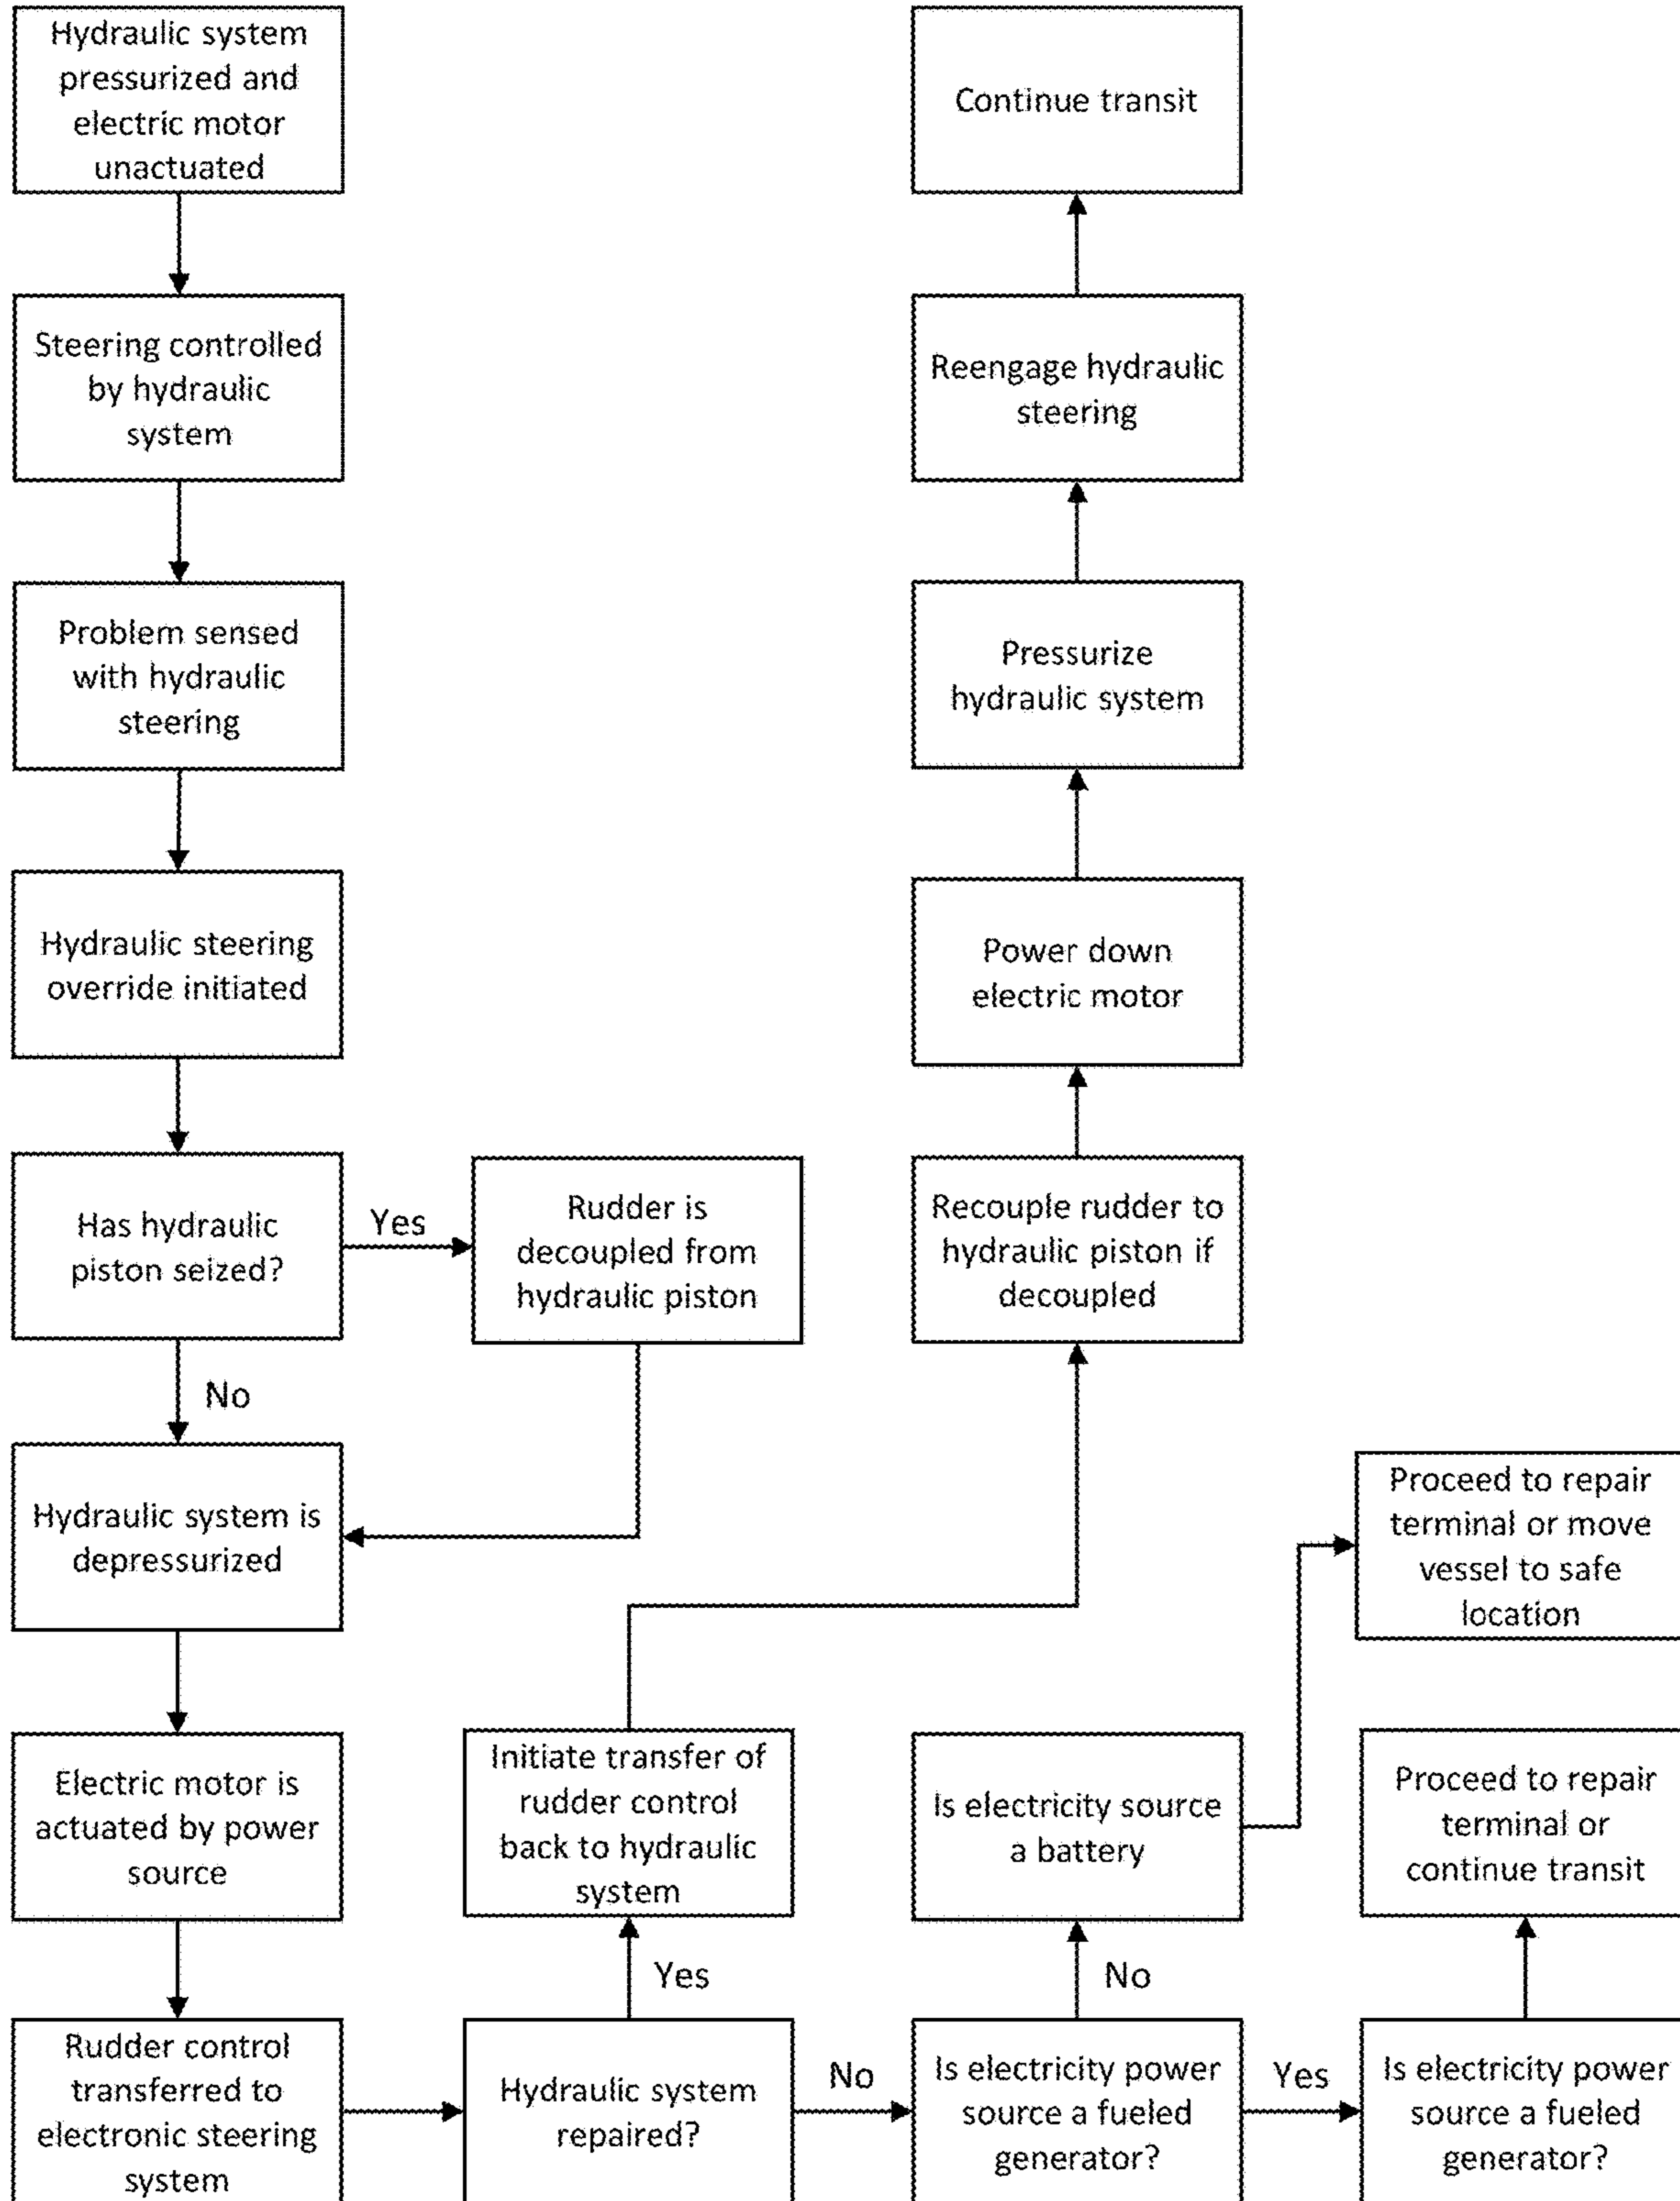 Hydraulic system
pressurized and
electric motor
unactuated
Steering controlled
by hydraulic
system
Problem sensed
with hydraulic
steering
Hydraulic steering
override initiated
Has hydraulic
piston seized?
Yes
Rudder is
decoupled from
hydraulic piston
No
Hydraulic system is
depressurized
Electric motor is
actuated by power
source
Rudder control
transferred to
electronic steering
system
Hydraulic system
repaired?
Yes
Initiate transfer of
rudder control
back to hydraulic
system
Recouple rudder to
hydraulic piston if
decoupled
Power down
electric motor
Pressurize
hydraulic system
Reengage hydraulic
steering
Continue transit
No
Is electricity power
source a fueled
generator?
No
Is electricity source
a battery
Proceed to repair
terminal or move
vessel to safe
location
Yes
Is electricity power
source a fueled
generator?
Proceed to repair
terminal or
continue transit